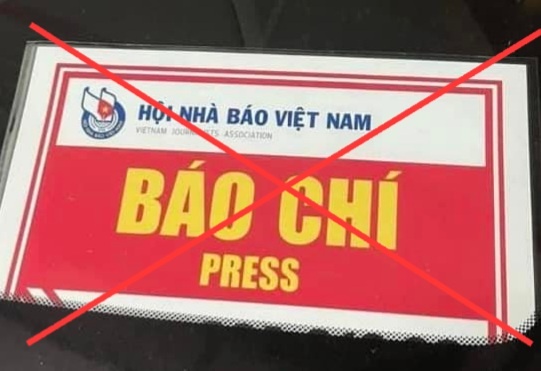 HỘI NHÀ BÁO VIỆT NAM
VIETNAM JOURNALISTS ASSOCIATION
BÁO CHÍ
PRESS